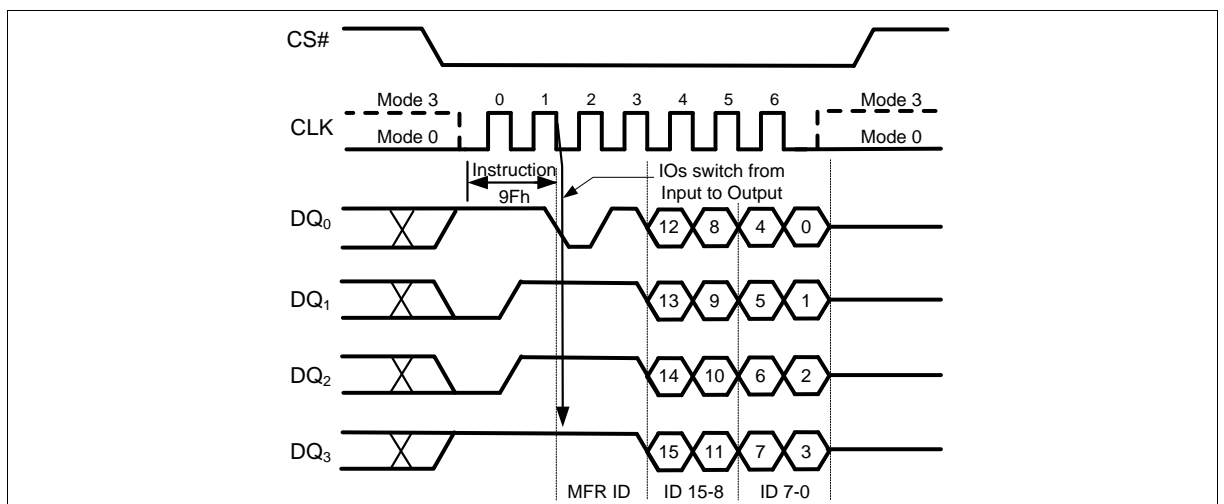 CS#
Mode 3 0 1 2 3 4 5 6 Mode 3
CLK
Mode 0 Mode 0
Instruction IOs switch from
9Fh Input to Output
DQ0 12 8 4 0
DQ1 13 9 5 1
DQ2 14 10 6 2
DQ3 15 11 7 3
MFR ID ID 15-8 ID 7-0